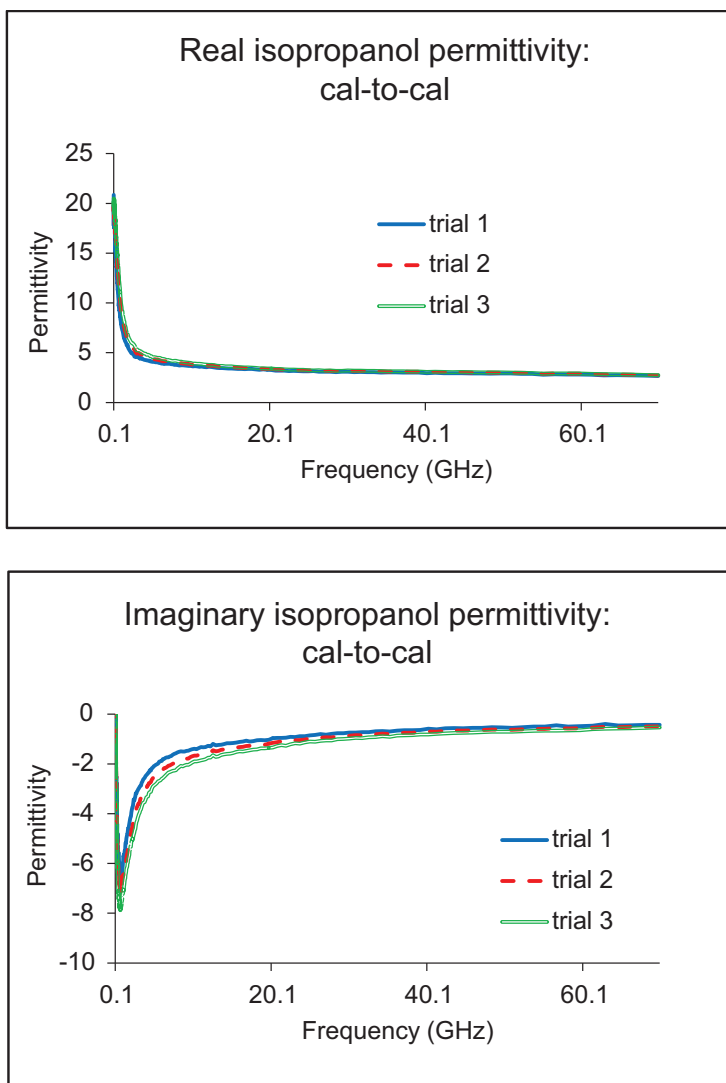 Real isopropanol permittivity:
cal-to-cal
25
20
15
10
5
0
Permittivity
trial 1
trial 2
trial 3
0.1 20.1 40.1 60.1
Frequency (GHz)
Imaginary isopropanol permittivity:
cal-to-cal
0
-2
-4
-6
-8
-10
Permittivity
trial 1
trial 2
trial 3
0.1 20.1 40.1 60.1
Frequency (GHz)